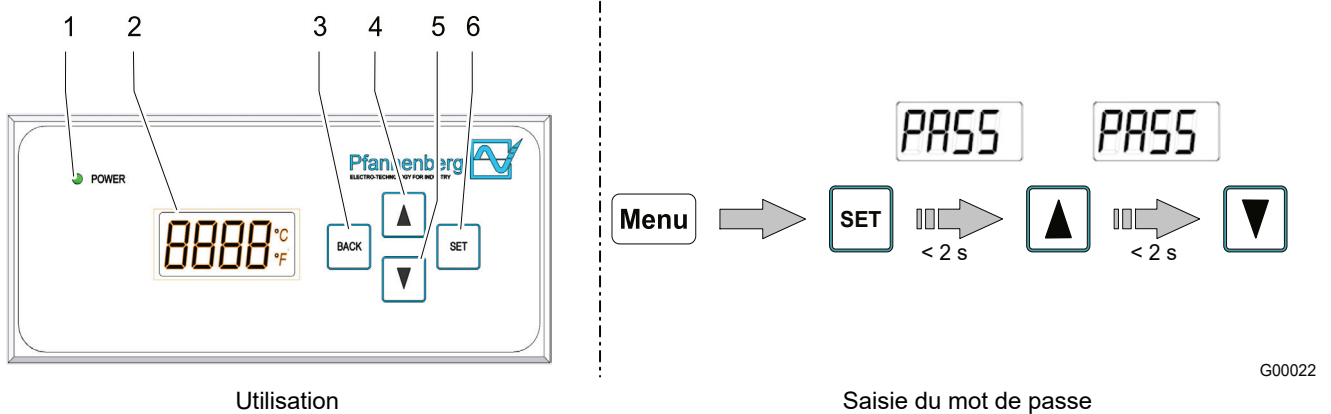 1 2 3 4 5 6
Pfannenberg
ELECTRO-TECHNOLOGY FOR INDUSTRY
POWER
8888 °C
°F
BACK
SET
Utilisation
PASS PASS
Menu
SET
< 2 s < 2 s
G00022
Saisie du mot de passe